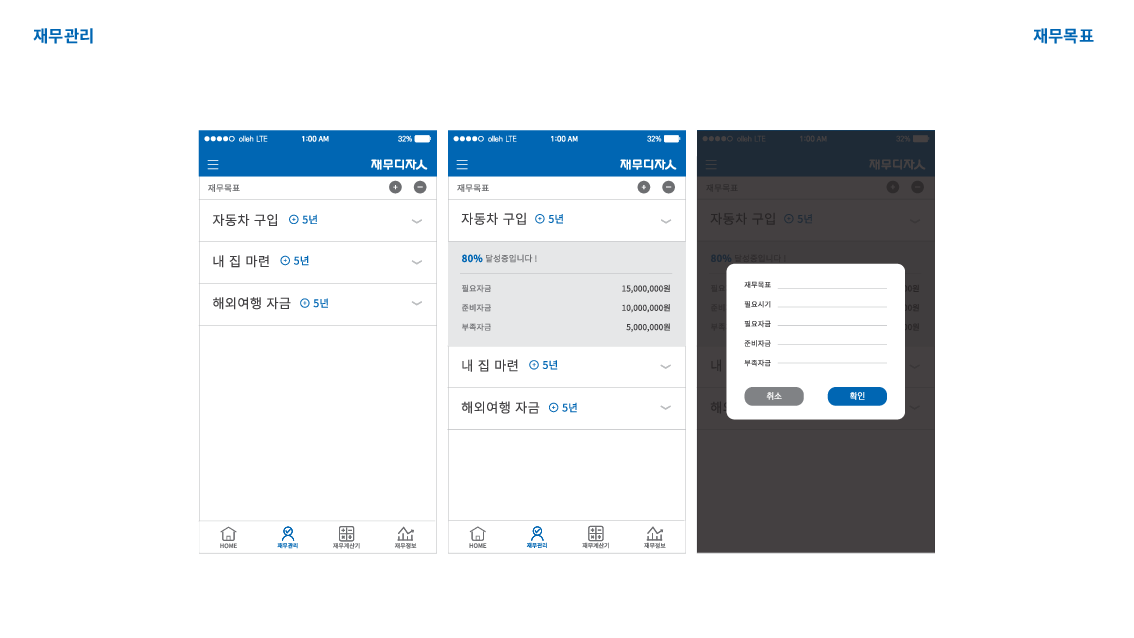 재무관리
재무목표
olleh LTE 1:00 AM 32%
재무디자인
재무목표
자동차 구입 5년
내 집 마련 5년
해외여행 자금 5년
HOME 재무관리 재무계산기 재무정보
olleh LTE 1:00 AM 32%
재무디자인
재무목표
자동차 구입 5년
80% 달성중입니다 !
필요자금 15,000,000원
준비자금 10,000,000원
부족자금 5,000,000원
내 집 마련 5년
해외여행 자금 5년
HOME 재무관리 재무계산기 재무정보
olleh LTE 1:00 AM 32%
재무디자인
재무목표
자동차 구입 5년
80% 달성중입니다 !
재무목표
필요시기
필요자금
준비자금
부족자금
취소 확인